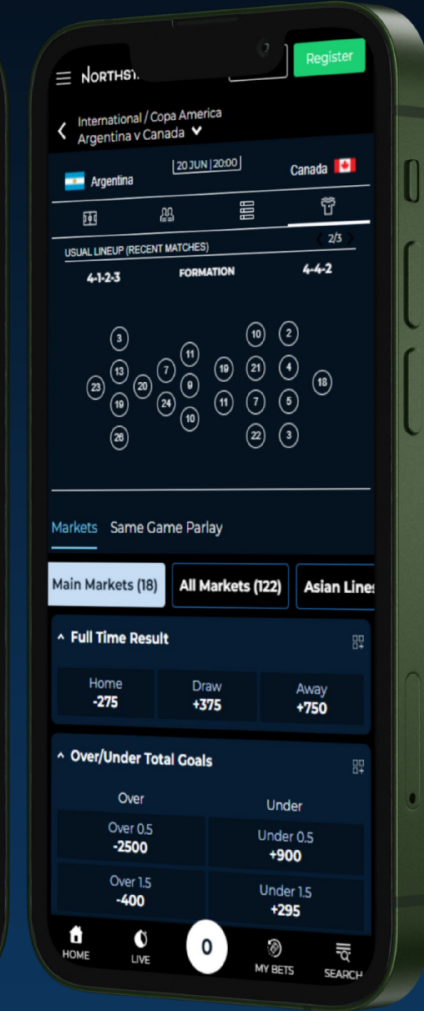 Register
International / Copa America
Argentina v Canada
Argentina
20 JUN | 20:00
Canada
USUAL LINEUP (RECENT MATCHES)
2/3
4-1-2-3 FORMATION 4-4-2
3 10 2
11
13 7 19 21 4
23 20 9 18
19 24 11 7 5
10
26 22 3
Markets Same Game Parlay
Main Markets (18) All Markets (122) Asian Lines
Full Time Result
Home Draw Away
-275 +375 +750
Over/Under Total Goals
Over Under
Over 0.5 Under 0.5
-2500 +900
Over 1.5 Under 1.5
-400 +295
0
HOME LIVE MY BETS SEARCH